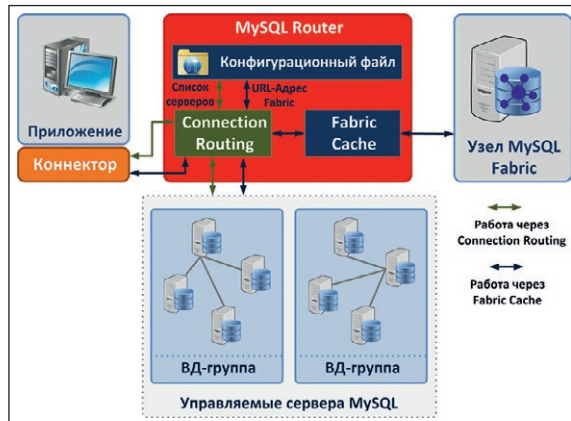 MySQL Router
Конфигурационный файл
Список
серверов
URL-Адрес
Fabric
Приложение
Коннектор
Connection
Routing
Fabric
Cache
Узел MySQL
Fabric
Работа через
Connection Routing
Работа через
Fabric Cache
ВД-группа
ВД-группа
Управляемые сервера MySQL